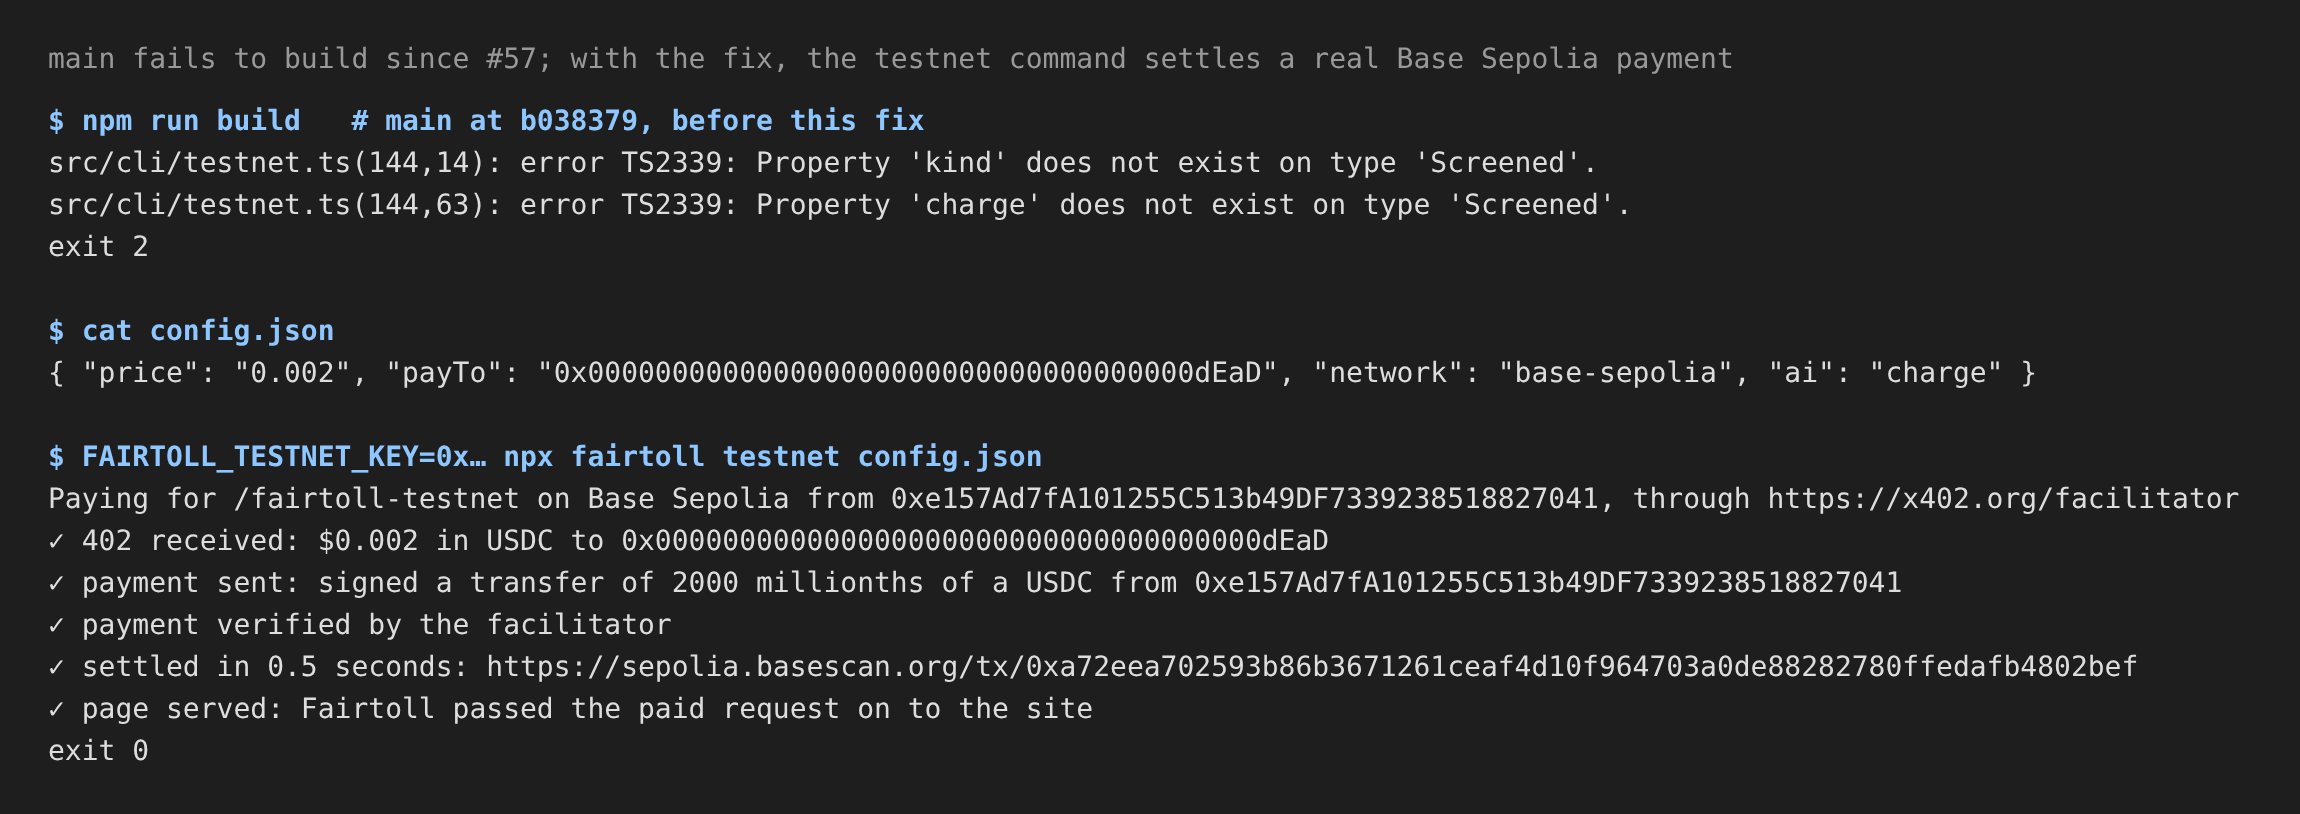 main fails to build since #57; with the fix, the testnet command settles a real Base Sepolia payment
$ npm run build   # main at b038379, before this fix
src/cli/testnet.ts(144,14): error TS2339: Property 'kind' does not exist on type 'Screened'.
src/cli/testnet.ts(144,63): error TS2339: Property 'charge' does not exist on type 'Screened'.
exit 2
$ cat config.json
{ "price": "0.002", "payTo": "0x000000000000000000000000000000000000dEaD", "network": "base-sepolia", "ai": "charge" }
$ FAIRTOLL_TESTNET_KEY=0x… npx fairtoll testnet config.json
Paying for /fairtoll-testnet on Base Sepolia from 0xe157Ad7fA101255C513b49DF7339238518827041, through https://x402.org/facilitator
✓ 402 received: $0.002 in USDC to 0x000000000000000000000000000000000000dEaD
✓ payment sent: signed a transfer of 2000 millionths of a USDC from 0xe157Ad7fA101255C513b49DF7339238518827041
✓ payment verified by the facilitator
✓ settled in 0.5 seconds: https://sepolia.basescan.org/tx/0xa72eea702593b86b3671261ceaf4d10f964703a0de88282780ffedafb4802bef
✓ page served: Fairtoll passed the paid request on to the site
exit 0